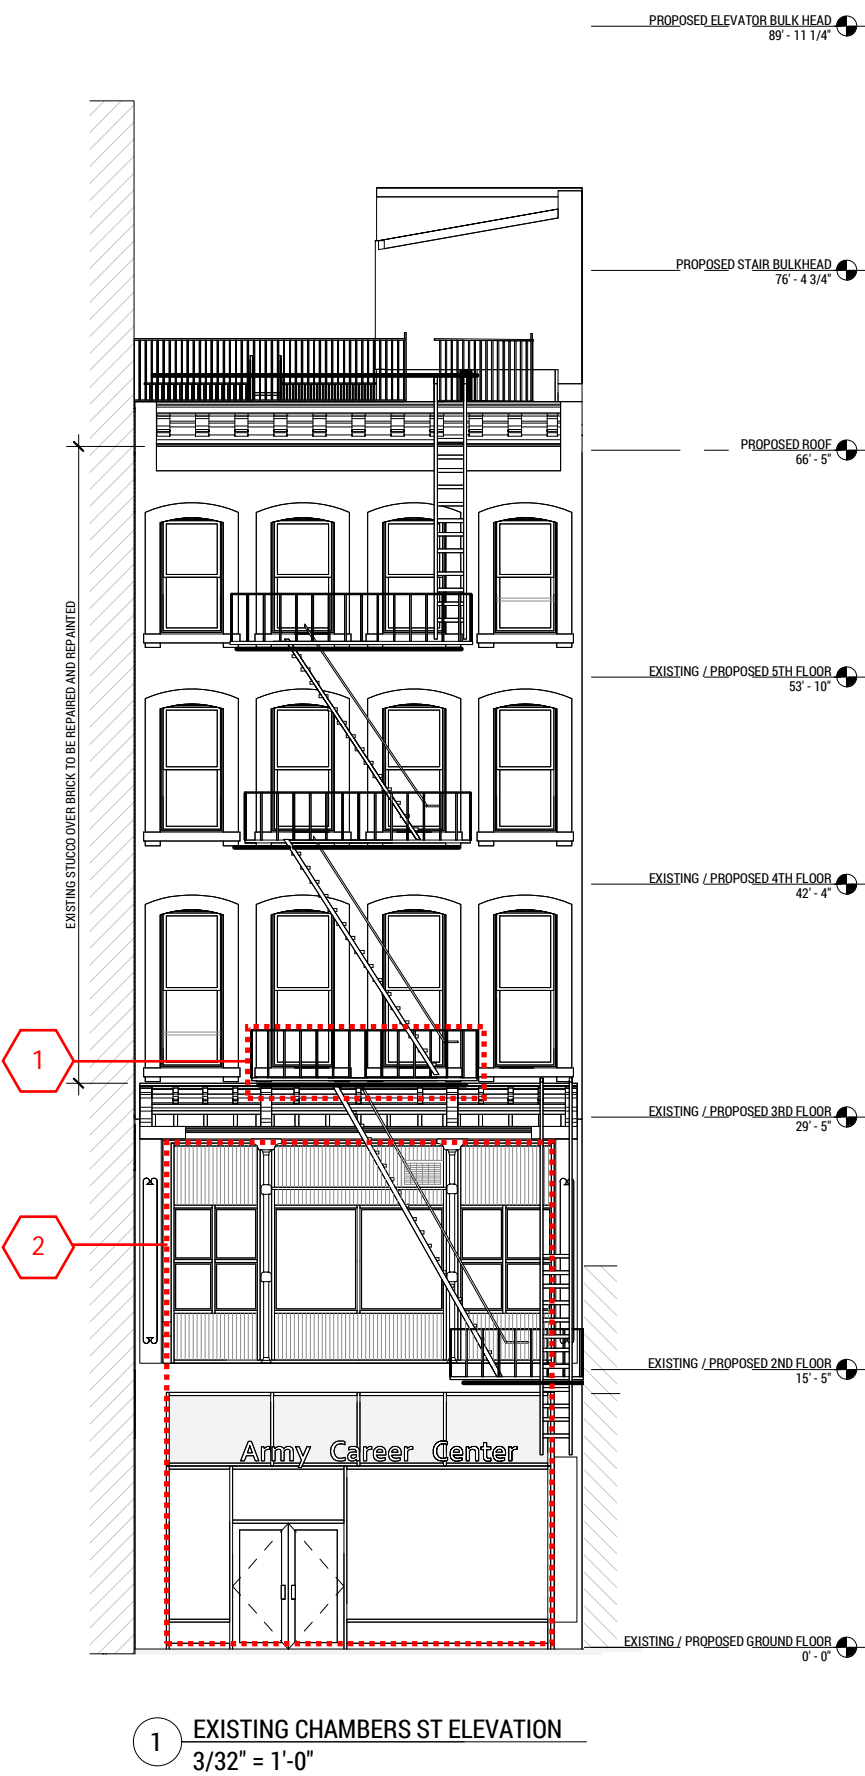 PROPOSED ELEVATOR BULK HEAD
89' - 11 1/4"
PROPOSED STAIR BULKHEAD
76' - 4 3/4"
PROPOSED ROOF
66' - 5"
EXISTING / PROPOSED 5TH FLOOR
53' - 10"
EXISTING STUCCO OVER BRICK TO BE REPAIRED AND REPAINTED
EXISTING / PROPOSED 4TH FLOOR
42' - 4"
1
EXISTING / PROPOSED 3RD FLOOR
29' - 5"
2
EXISTING / PROPOSED 2ND FLOOR
15' - 5"
Army Career Center
EXISTING / PROPOSED GROUND FLOOR
0' - 0"
1 EXISTING CHAMBERS ST ELEVATION
3/32" = 1'-0"